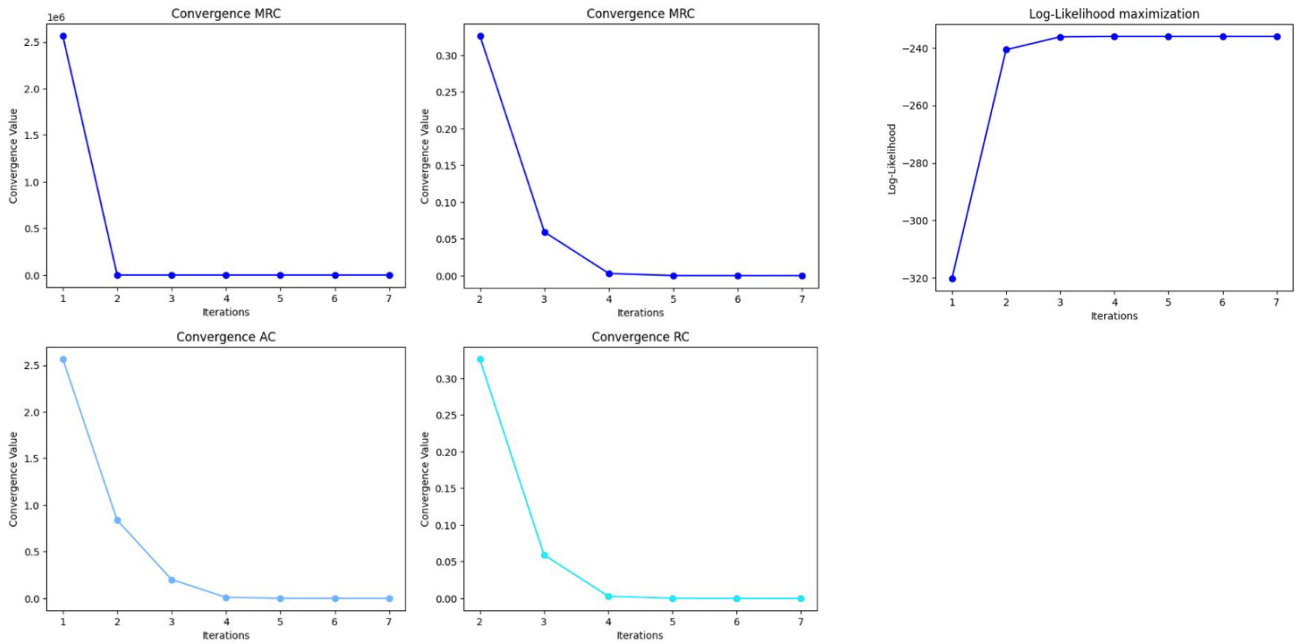 Convergence MRC
1e6
2.5
2.0
1.5
1.0
0.5
0.0
Convergence Value
1 2 3 4 5 6 7
Iterations
Convergence MRC
0.30
0.25
0.20
0.15
0.10
0.05
0.00
Convergence Value
2 3 4 5 6 7
Iterations
Log-Likelihood maximization
−240
−260
−280
−300
−320
Log-Likelihood
1 2 3 4 5 6 7
Iterations
Convergence AC
2.5
2.0
1.5
1.0
0.5
0.0
Convergence Value
1 2 3 4 5 6 7
Iterations
Convergence RC
0.30
0.25
0.20
0.15
0.10
0.05
0.00
Convergence Value
2 3 4 5 6 7
Iterations